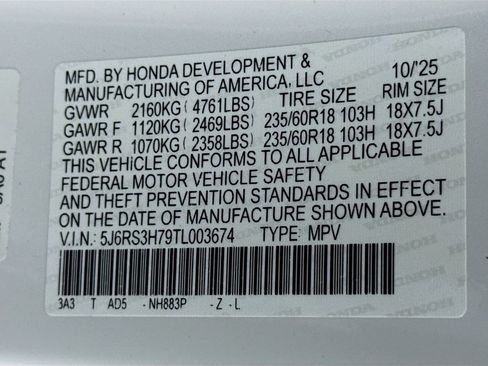 MFD. BY HONDA DEVELOPMENT & 10/'25
MANUFACTURING OF AMERICA, LLC
GVWR 2160KG ( 4761LBS) TIRE SIZE RIM SIZE
GAWR F 1120KG ( 2469LBS) 235/60R18 103H 18X7.5J
GAWR R 1070KG ( 2358LBS) 235/60R18 103H 18X7.5J
THIS VEHICLE CONFORMS TO ALL APPLICABLE
FEDERAL MOTOR VEHICLE SAFETY
AND THEFT PREVENTION STANDARDS IN EFFECT
ON THE DATE OF MANUFACTURE SHOWN ABOVE.
V.I.N.: 5J6RS3H79TL003674 TYPE: MPV
3A3 T AD5 - NH883P - Z - L